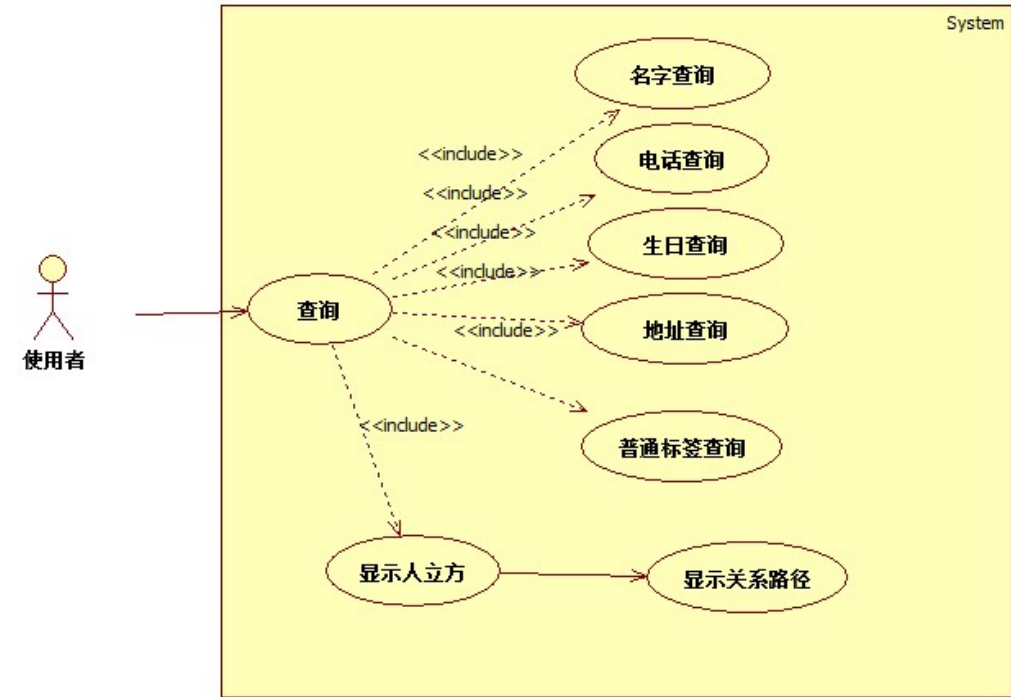 System
名字查询
<<include>>
电话查询
<<include>>
<<include>>
生日查询
<<include>>
查询
<<include>>
地址查询
使用者
<<include>>
普通标签查询
显示人立方
显示关系路径